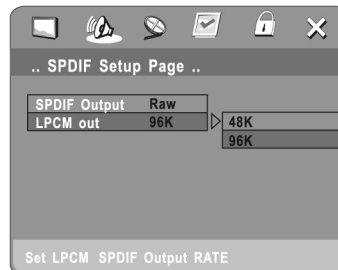 .. SPDIF Setup Page ..
SPDIF Output Raw
LPCM out 96K 48K
96K
Set LPCM SPDIF Output RATE